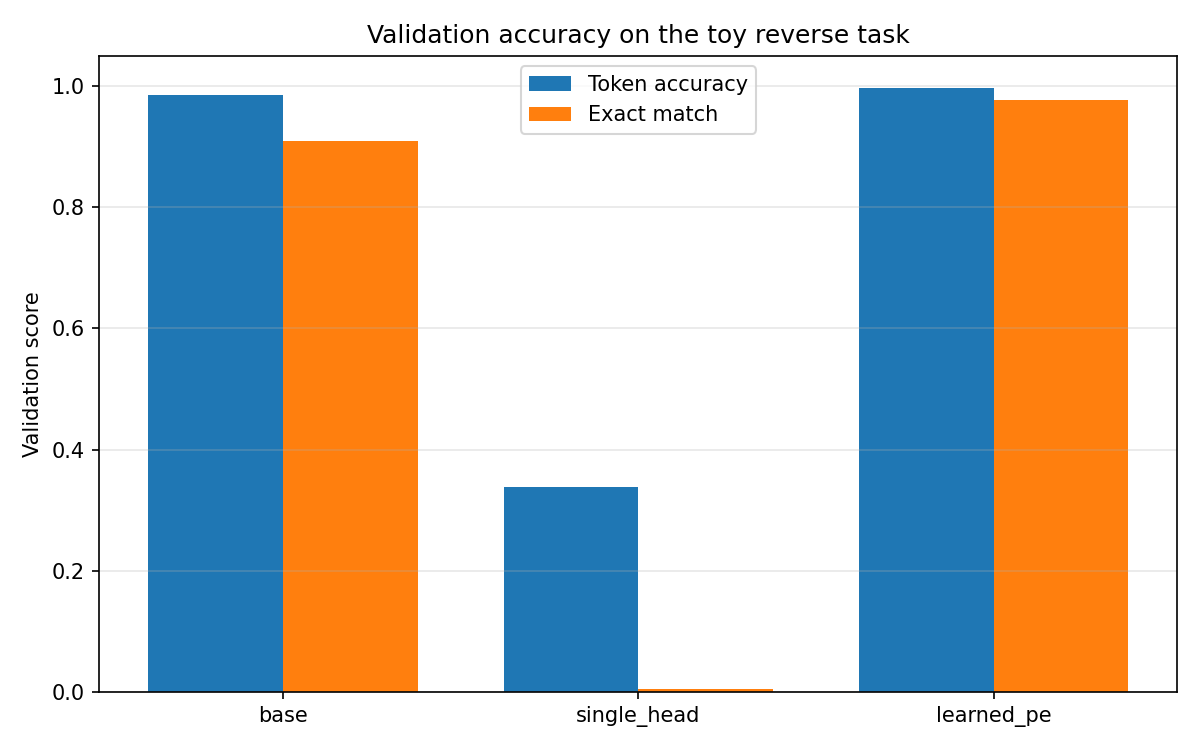 Validation accuracy on the toy reverse task
Token accuracy
Exact match
Validation score
1.0
0.8
0.6
0.4
0.2
0.0
base
single_head
learned_pe